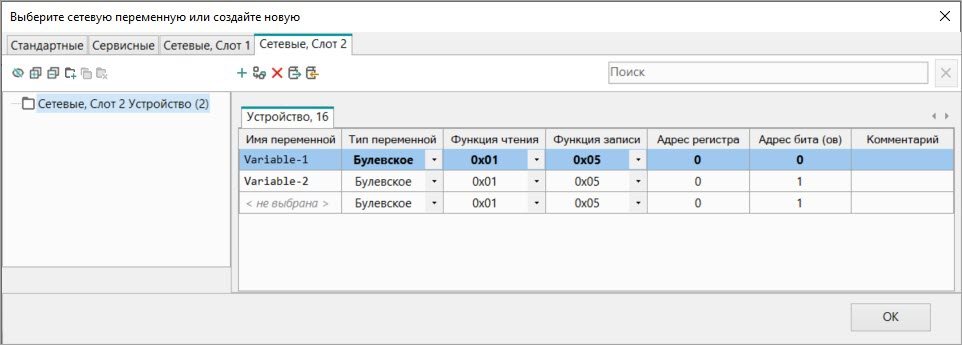 Выберите сетевую переменную или создайте новую
Стандартные Сервисные Сетевые, Слот 1 Сетевые, Слот 2
Поиск
Сетевые, Слот 2 Устройство (2)
Устройство, 16
Имя переменной Тип переменной Функция чтения Функция записи Адрес регистра Адрес бита (ов) Комментарий
Variable-1 Булевское 0x01 0x05 0 0
Variable-2 Булевское 0x01 0x05 0 1
< не выбрана > Булевское 0x01 0x05 0 1
OK